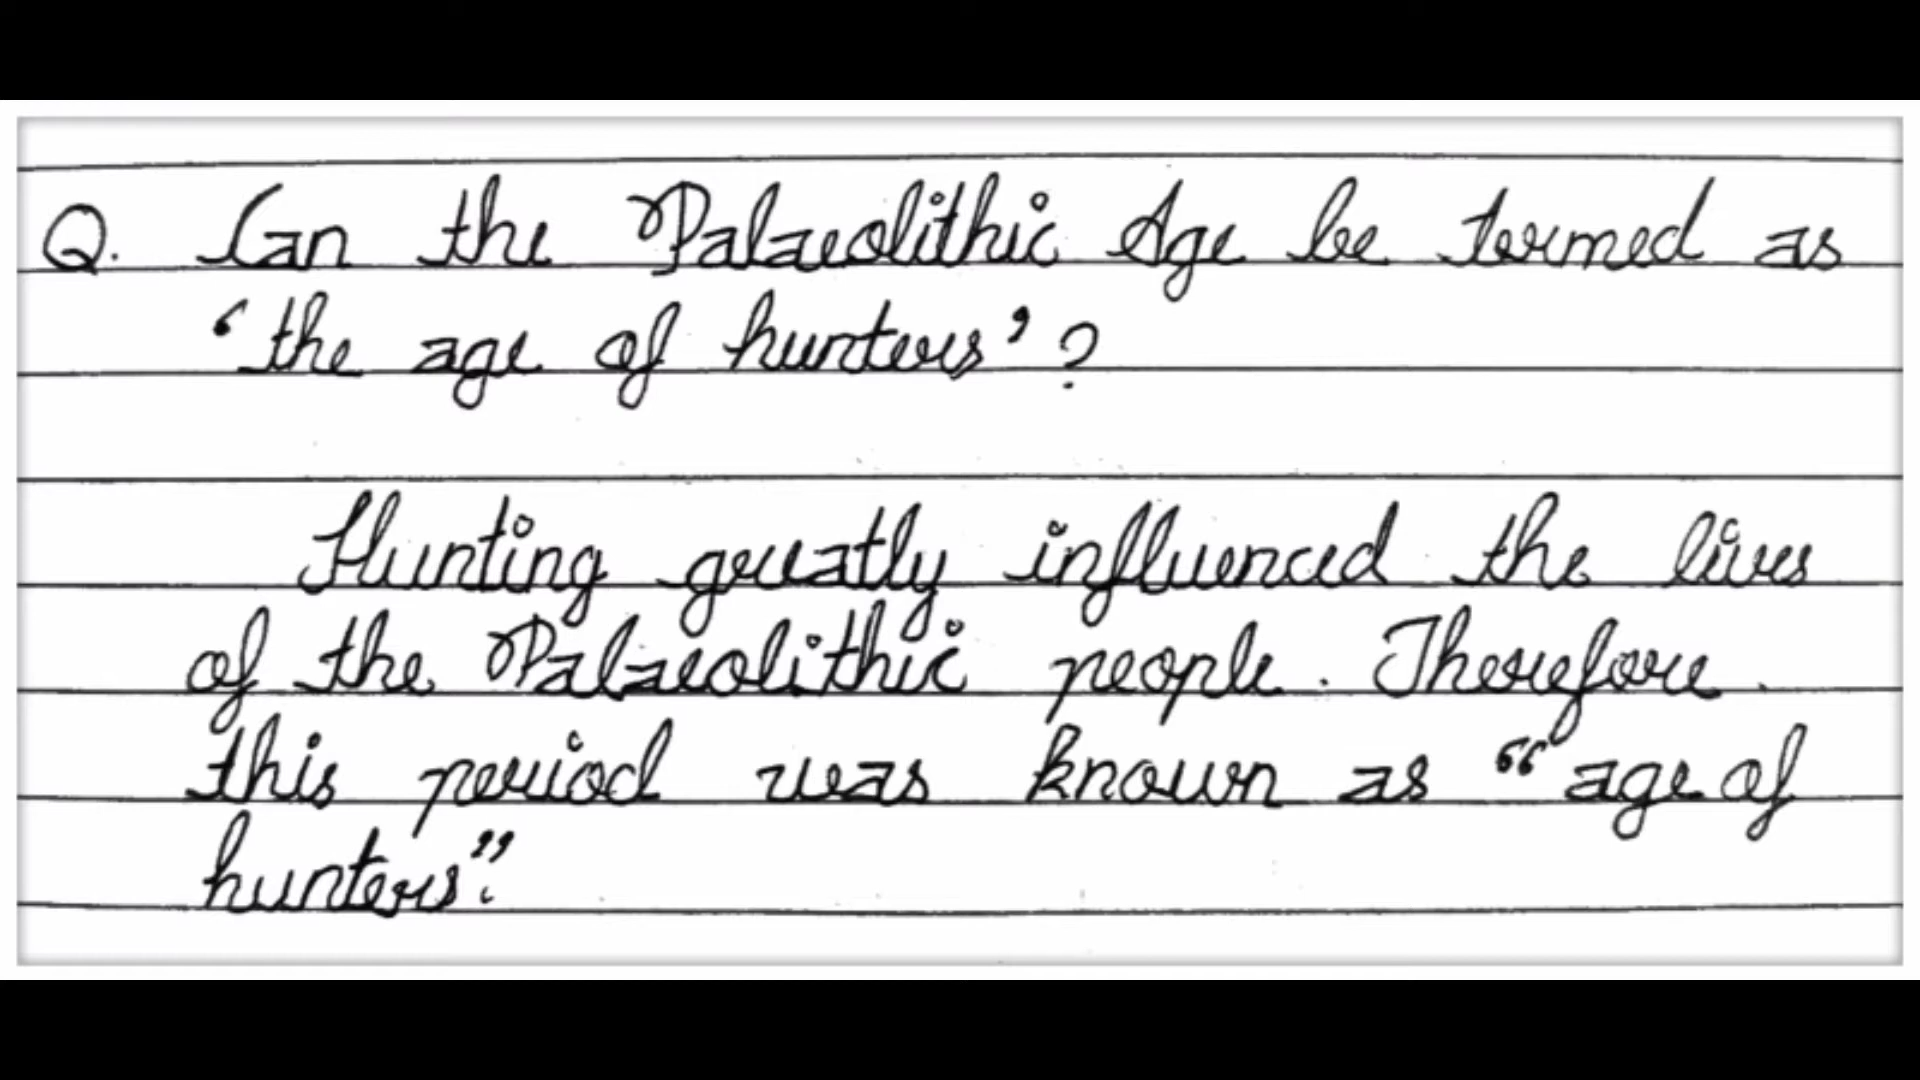 Q. Can the Palaeolithic Age be termed as
'the age of hunters'?
Hunting greatly influenced the lives
of the Palaeolithic people. Therefore
this period was known as "age of
hunters".